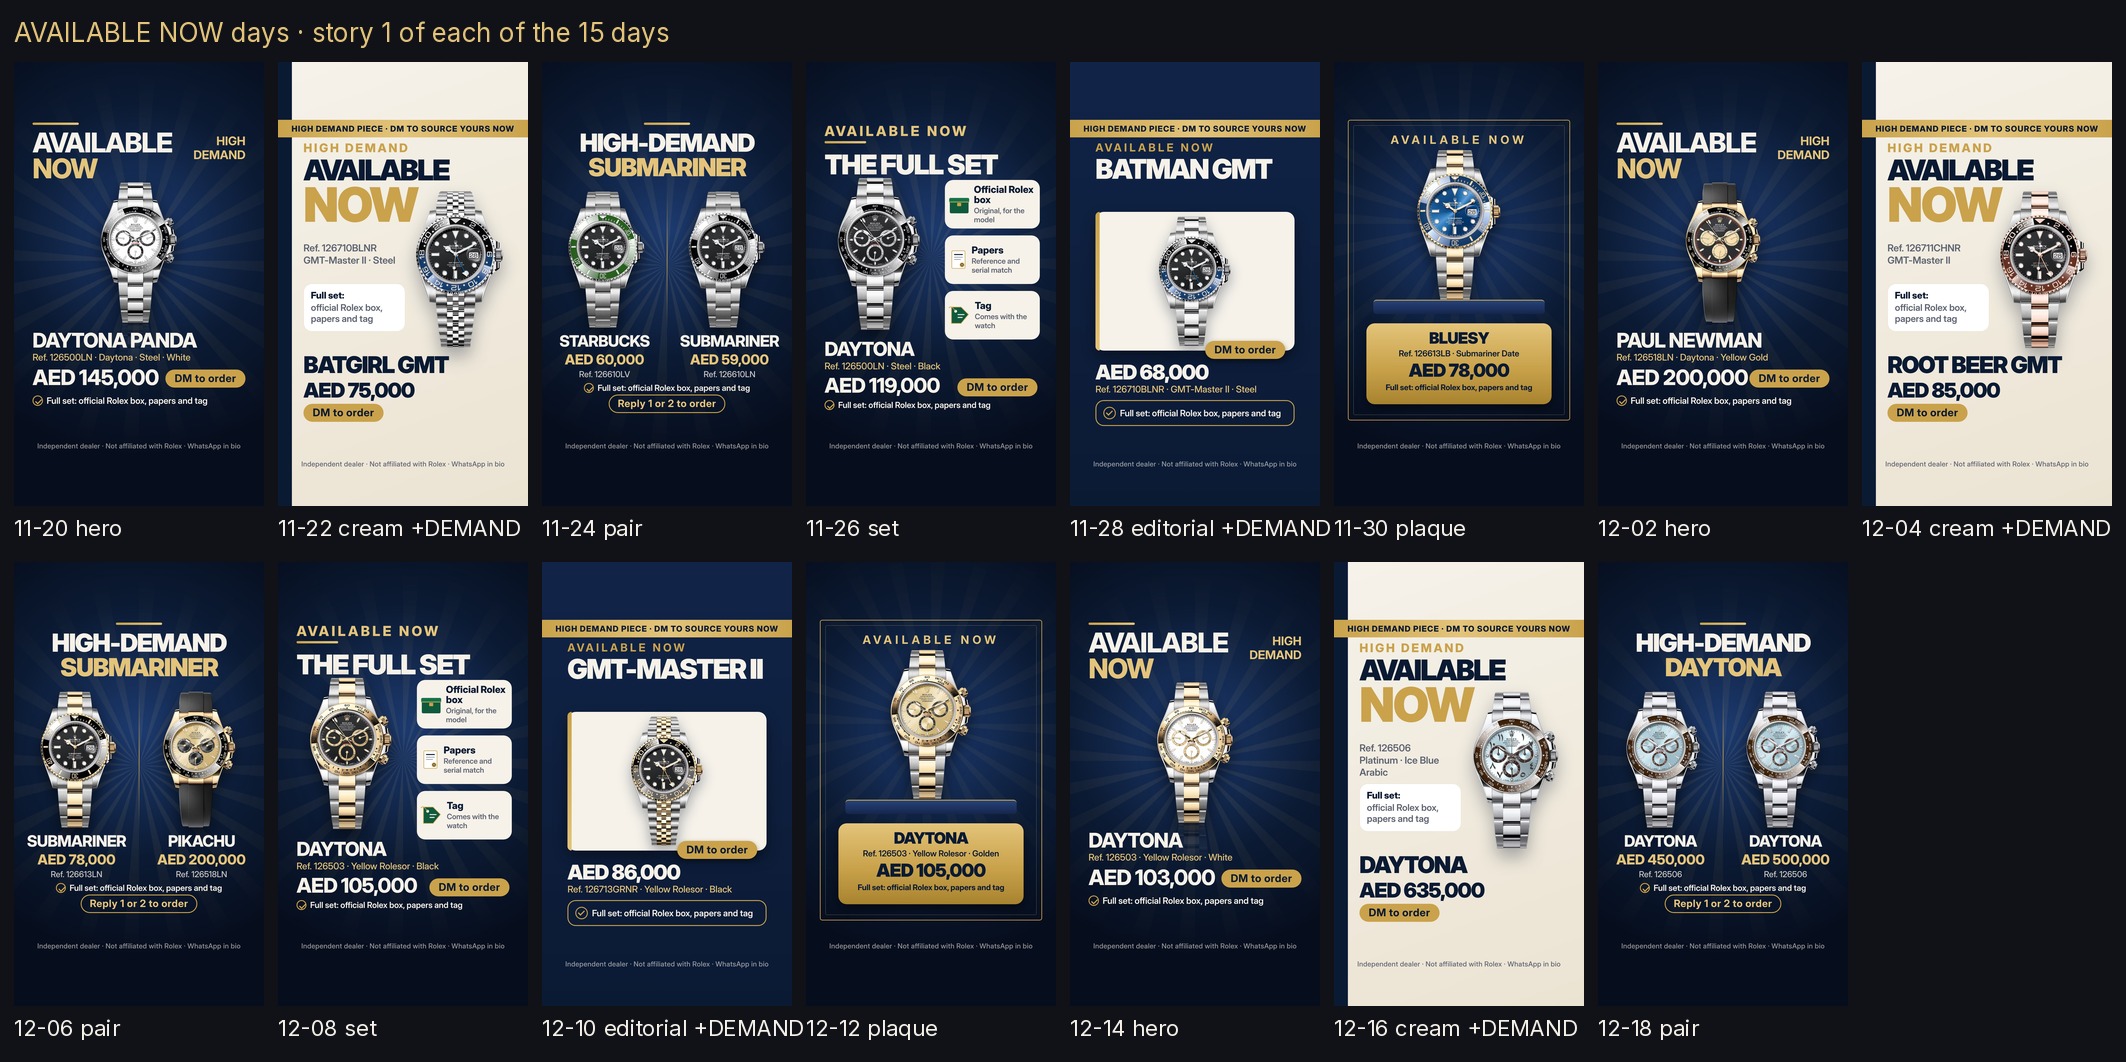 AVAILABLE NOW days · story 1 of each of the 15 days
AVAILABLE
NOW
HIGH
DEMAND
DAYTONA PANDA
Ref. 126500LN · Daytona · Steel · White
AED 145,000
DM to order
Full set: official Rolex box, papers and tag
Independent dealer · Not affiliated with Rolex · WhatsApp in bio
11-20 hero
HIGH DEMAND PIECE · DM TO SOURCE YOURS NOW
HIGH DEMAND
AVAILABLE
NOW
Ref. 126710BLNR
GMT-Master II · Steel
Full set:
official Rolex box,
papers and tag
BATGIRL GMT
AED 75,000
DM to order
Independent dealer · Not affiliated with Rolex · WhatsApp in bio
11-22 cream +DEMAND
HIGH-DEMAND
SUBMARINER
STARBUCKS
AED 60,000
Ref. 126610LV
SUBMARINER
AED 59,000
Ref. 126610LN
Full set: official Rolex box, papers and tag
Reply 1 or 2 to order
Independent dealer · Not affiliated with Rolex · WhatsApp in bio
11-24 pair
AVAILABLE NOW
THE FULL SET
Official Rolex
box
Original, for the
model
Papers
Reference and
serial match
Tag
Comes with the
watch
DAYTONA
Ref. 126500LN · Steel · Black
AED 119,000
DM to order
Full set: official Rolex box, papers and tag
Independent dealer · Not affiliated with Rolex · WhatsApp in bio
11-26 set
HIGH DEMAND PIECE · DM TO SOURCE YOURS NOW
AVAILABLE NOW
BATMAN GMT
DM to order
AED 68,000
Ref. 126710BLNR · GMT-Master II · Steel
Full set: official Rolex box, papers and tag
Independent dealer · Not affiliated with Rolex · WhatsApp in bio
11-28 editorial +DEMAND
AVAILABLE NOW
BLUESY
Ref. 126613LB · Submariner Date
AED 78,000
Full set: official Rolex box, papers and tag
Independent dealer · Not affiliated with Rolex · WhatsApp in bio
11-30 plaque
AVAILABLE
NOW
HIGH
DEMAND
PAUL NEWMAN
Ref. 126518LN · Daytona · Yellow Gold
AED 200,000
DM to order
Full set: official Rolex box, papers and tag
Independent dealer · Not affiliated with Rolex · WhatsApp in bio
12-02 hero
HIGH DEMAND PIECE · DM TO SOURCE YOURS NOW
HIGH DEMAND
AVAILABLE
NOW
Ref. 126711CHNR
GMT-Master II
Full set:
official Rolex box,
papers and tag
ROOT BEER GMT
AED 85,000
DM to order
Independent dealer · Not affiliated with Rolex · WhatsApp in bio
12-04 cream +DEMAND
HIGH-DEMAND
SUBMARINER
SUBMARINER
AED 78,000
Ref. 126613LN
PIKACHU
AED 200,000
Ref. 126518LN
Full set: official Rolex box, papers and tag
Reply 1 or 2 to order
Independent dealer · Not affiliated with Rolex · WhatsApp in bio
12-06 pair
AVAILABLE NOW
THE FULL SET
Official Rolex
box
Original, for the
model
Papers
Reference and
serial match
Tag
Comes with the
watch
DAYTONA
Ref. 126503 · Yellow Rolesor · Black
AED 105,000
DM to order
Full set: official Rolex box, papers and tag
Independent dealer · Not affiliated with Rolex · WhatsApp in bio
12-08 set
HIGH DEMAND PIECE · DM TO SOURCE YOURS NOW
AVAILABLE NOW
GMT-MASTER II
DM to order
AED 86,000
Ref. 126713GRNR · Yellow Rolesor · Black
Full set: official Rolex box, papers and tag
Independent dealer · Not affiliated with Rolex · WhatsApp in bio
12-10 editorial +DEMAND
AVAILABLE NOW
DAYTONA
Ref. 126503 · Yellow Rolesor · Golden
AED 105,000
Full set: official Rolex box, papers and tag
Independent dealer · Not affiliated with Rolex · WhatsApp in bio
12-12 plaque
AVAILABLE
NOW
HIGH
DEMAND
DAYTONA
Ref. 126503 · Yellow Rolesor · White
AED 103,000
DM to order
Full set: official Rolex box, papers and tag
Independent dealer · Not affiliated with Rolex · WhatsApp in bio
12-14 hero
HIGH DEMAND PIECE · DM TO SOURCE YOURS NOW
HIGH DEMAND
AVAILABLE
NOW
Ref. 126506
Platinum · Ice Blue
Arabic
Full set:
official Rolex box,
papers and tag
DAYTONA
AED 635,000
DM to order
Independent dealer · Not affiliated with Rolex · WhatsApp in bio
12-16 cream +DEMAND
HIGH-DEMAND
DAYTONA
DAYTONA
AED 450,000
Ref. 126506
DAYTONA
AED 500,000
Ref. 126506
Full set: official Rolex box, papers and tag
Reply 1 or 2 to order
Independent dealer · Not affiliated with Rolex · WhatsApp in bio
12-18 pair